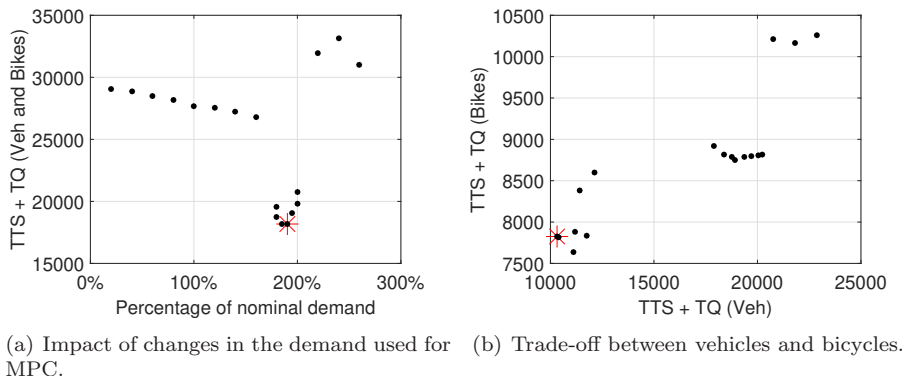 35000
30000
25000
20000
15000
0%
100%
200%
300%
TTS + TQ (Veh and Bikes)
Percentage of nominal demand
10500
10000
9500
9000
8500
8000
7500
10000
15000
20000
25000
TTS + TQ (Bikes)
TTS + TQ (Veh)
(a) Impact of changes in the demand used for
MPC.
(b) Trade-off between vehicles and bicycles.